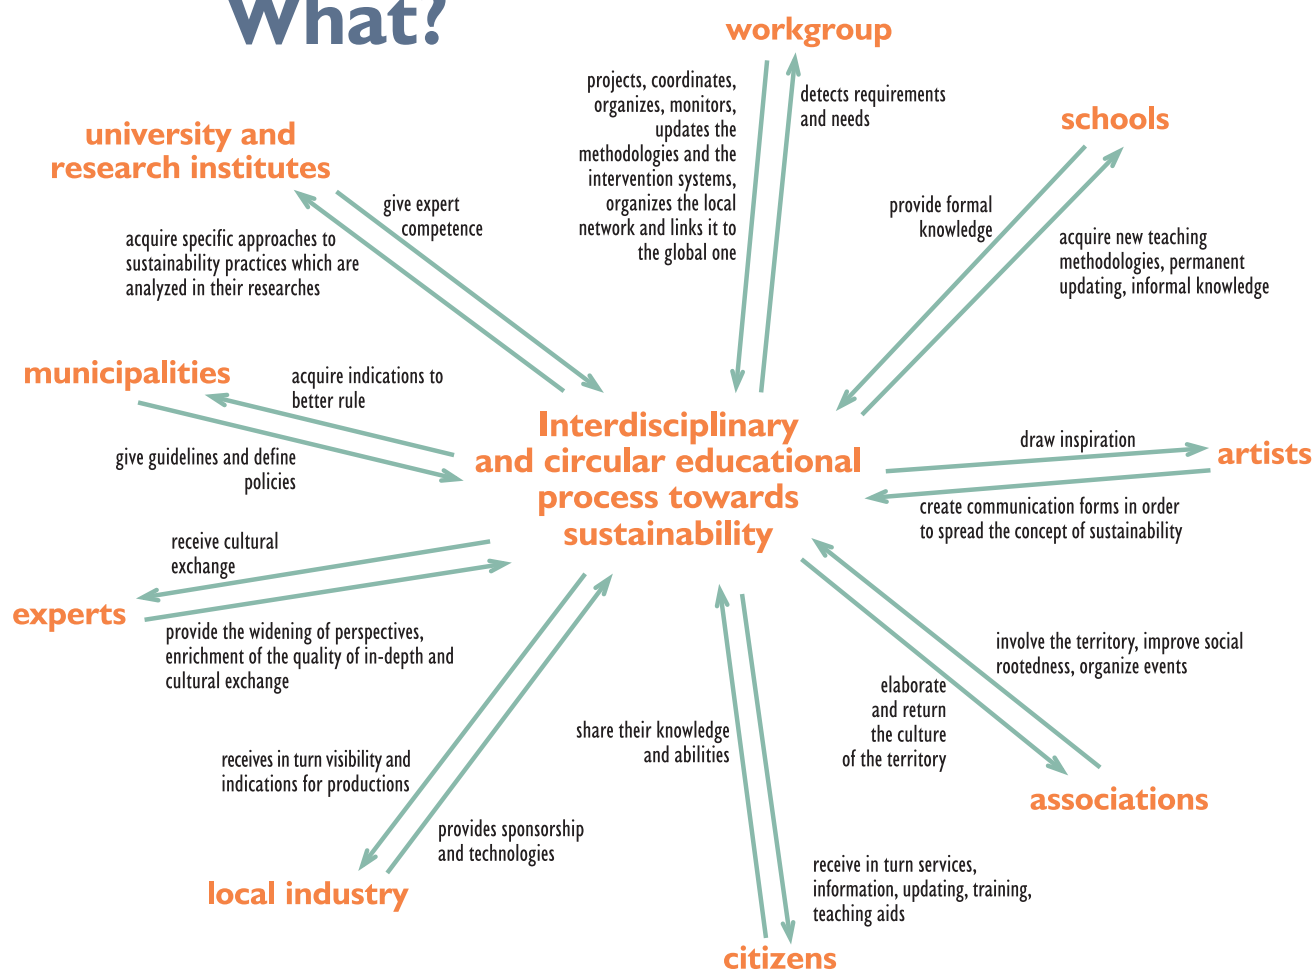 What?
workgroup
projects, coordinates,
organizes, monitors,
updates the
methodologies and the
intervention systems,
organizes the local
network and links it to
the global one
detects requirements
and needs
schools
provide formal
knowledge
acquire new teaching
methodologies, permanent
updating, informal knowledge
university and
research institutes
give expert
competence
acquire specific approaches to
sustainability practices which are
analyzed in their researches
municipalities
acquire indications to
better rule
give guidelines and define
policies
Interdisciplinary
and circular educational
process towards
sustainability
draw inspiration
artists
create communication forms in order
to spread the concept of sustainability
receive cultural
exchange
experts
provide the widening of perspectives,
enrichment of the quality of in-depth and
cultural exchange
involve the territory, improve social
rootedness, organize events
elaborate
and return
the culture
of the territory
associations
share their knowledge
and abilities
receives in turn visibility and
indications for productions
provides sponsorship
and technologies
local industry
receive in turn services,
information, updating, training,
teaching aids
citizens